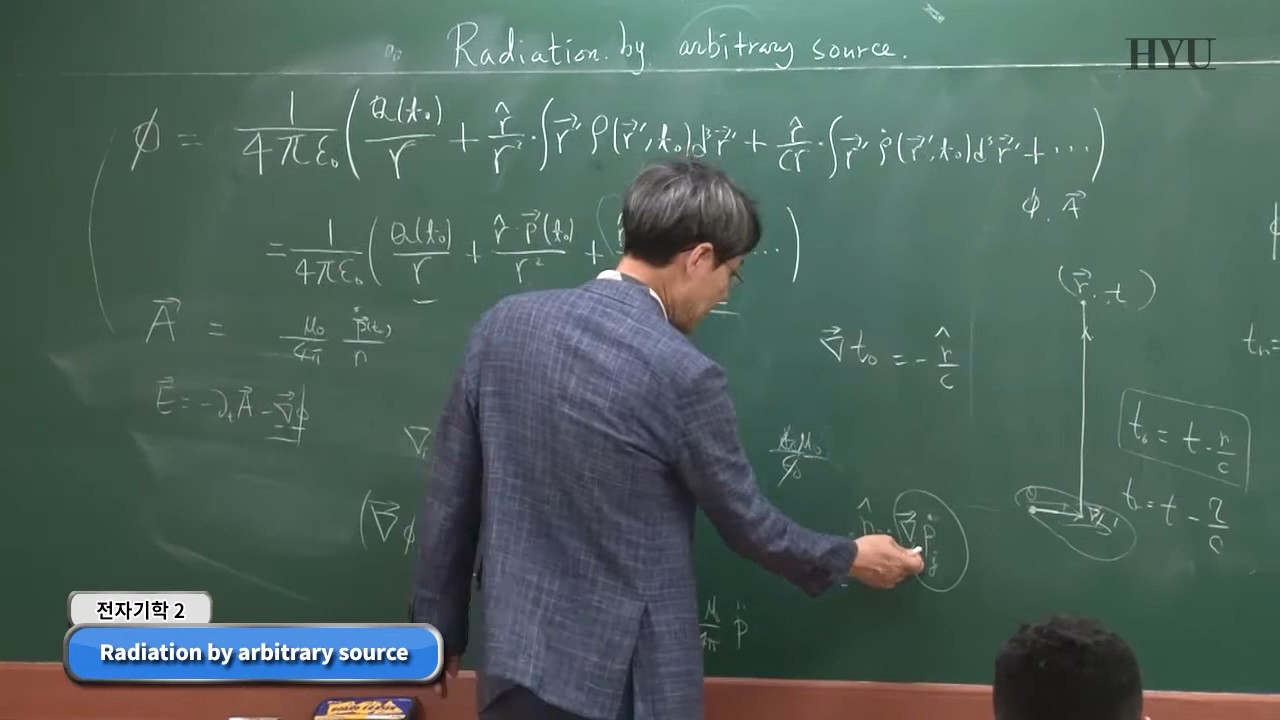 Radiation by arbitrary source.
HYU
φ = 1/4πε₀ ( Q(t₀)/r + r̂/r² · ∫ r⃗' ρ(r⃗', t₀) d³r⃗' + r̂/cr · ∫ r⃗' ρ̇(r⃗', t₀) d³r⃗' + ⋯ )
φ, A⃗
= 1/4πε₀ ( Q(t₀)/r + r̂ · p⃗(t₀)/r² + ⋯ )
(r⃗, t)
A⃗ = μ₀/4π p⃗̇(t₀)/r
∇⃗ t₀ = - r̂/c
E⃗ = -∂ₜA⃗ - ∇⃗φ
t₀ = t - r/c
(∇⃗ φ
∇⃗ ṗⱼ
μ₀/4π p̈
전자기학 2
Radiation by arbitrary source